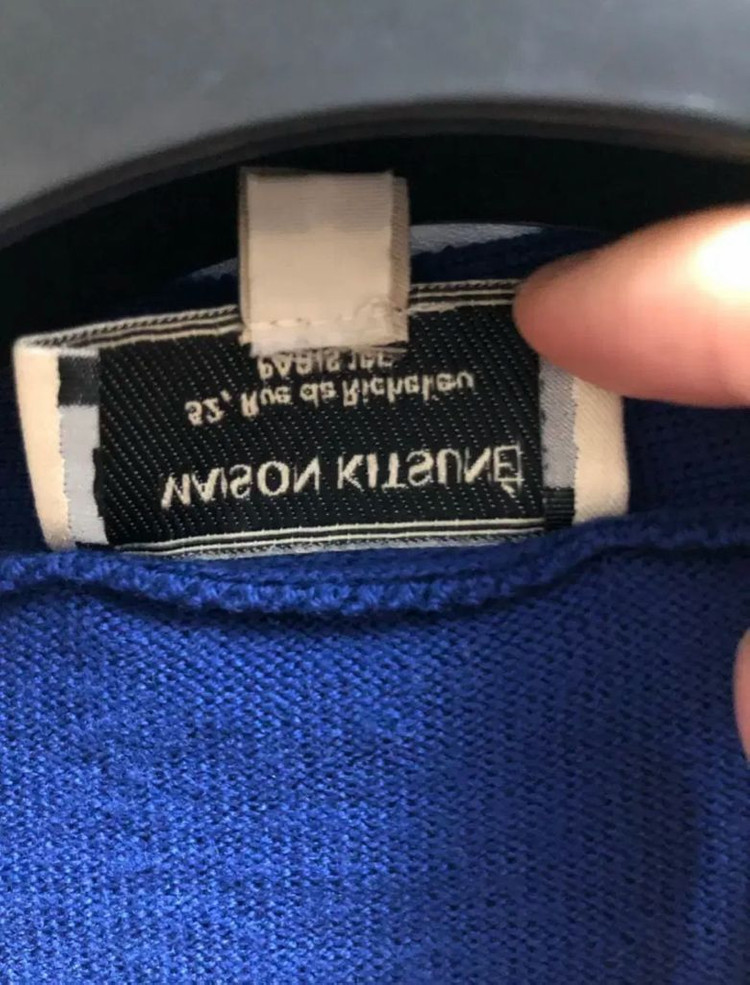 MAISON KITSUNÉ
52, Rue de Richelieu
PARIS 1ER